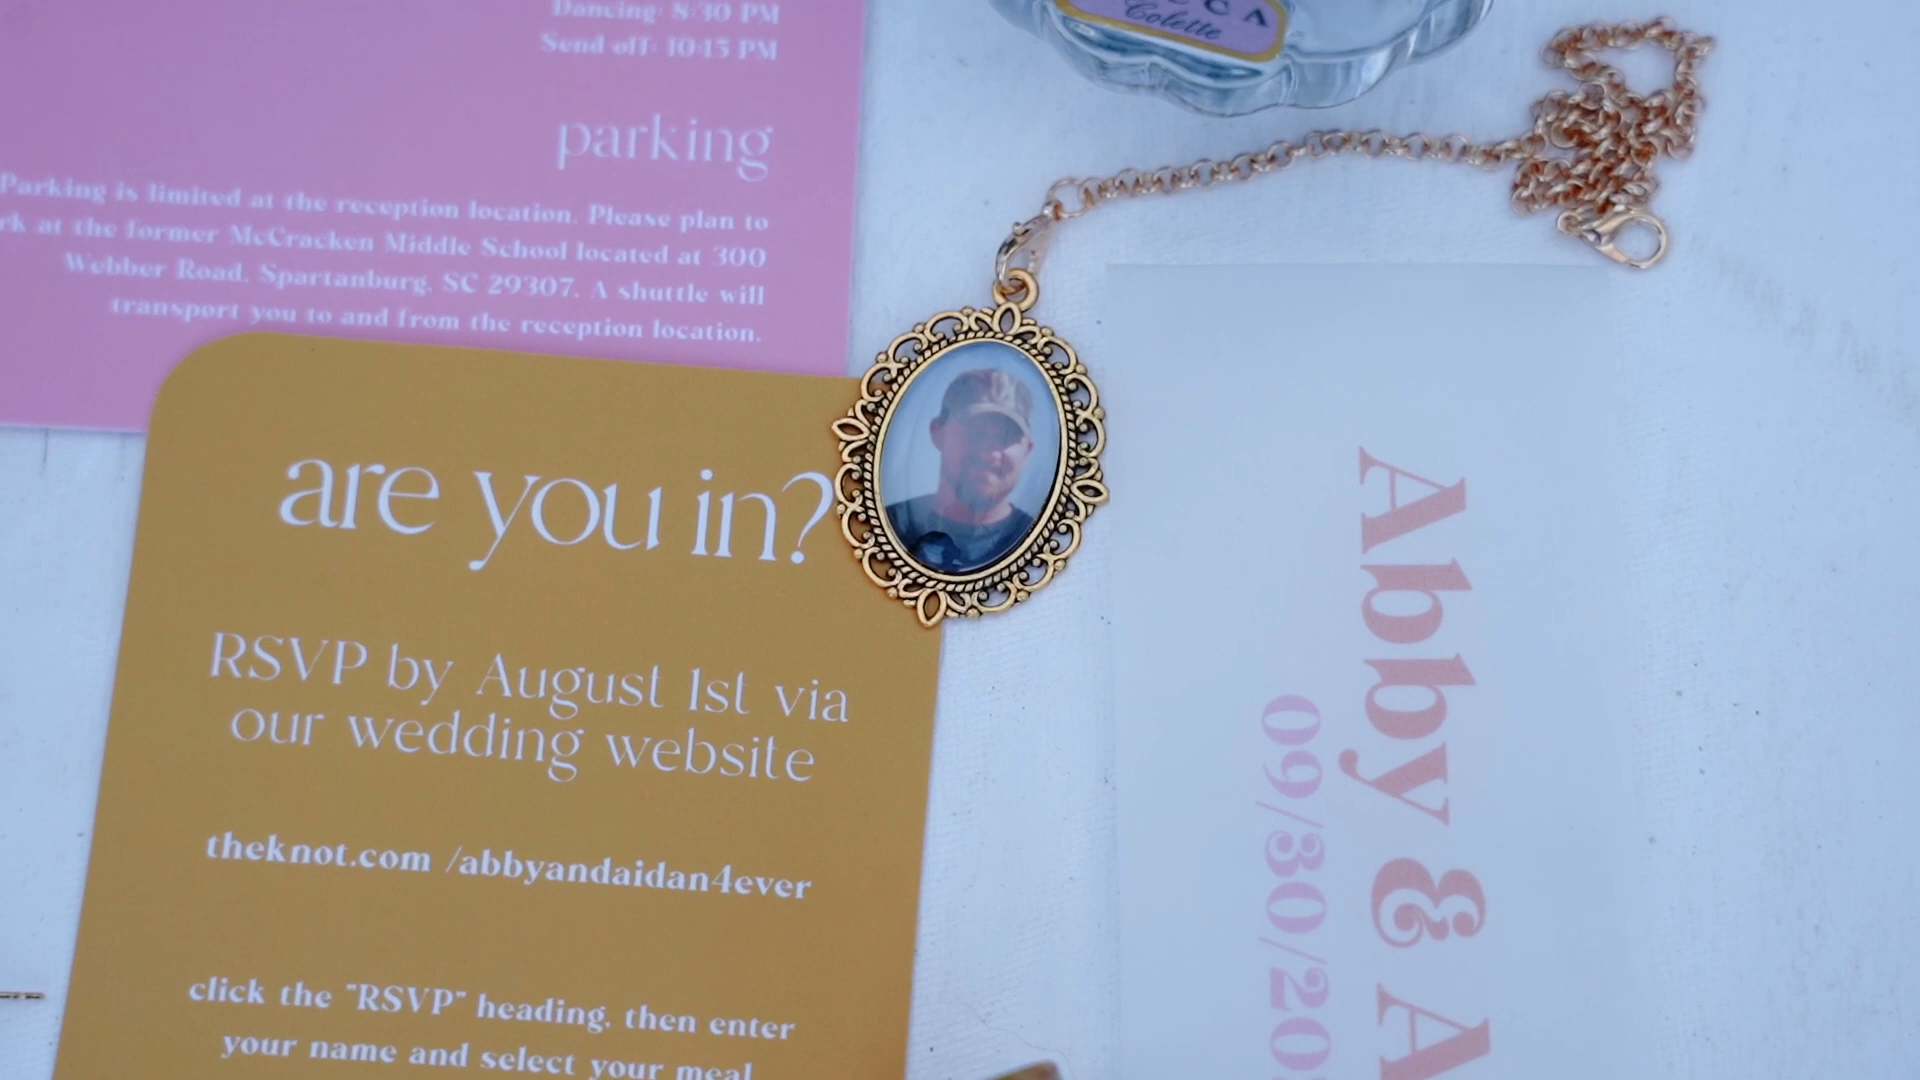 Dancing: 8:30 PM
Send off: 10:15 PM
parking
Parking is limited at the reception location. Please plan to
at the former McCracken Middle School located at 300
Webber Road, Spartanburg, SC 29307. A shuttle will
transport you to and from the reception location.
are you in?
RSVP by August 1st via
our wedding website
theknot.com /abbyandaidan4ever
click the "RSVP" heading, then enter
your name and select your meal
Colette
Abby & A
09/30/20